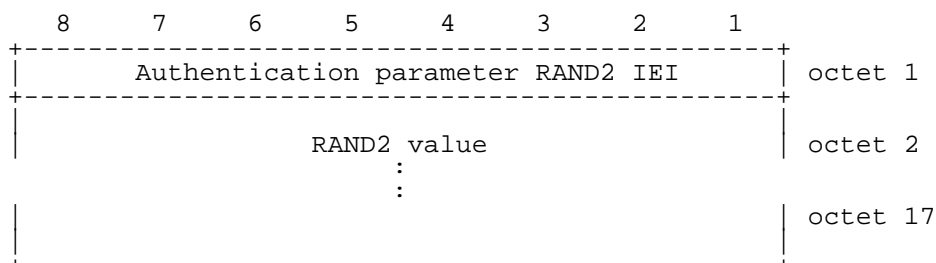 8 7 6 5 4 3 2 1
Authentication parameter RAND2 IEI octet 1
RAND2 value octet 2
:
:
octet 17